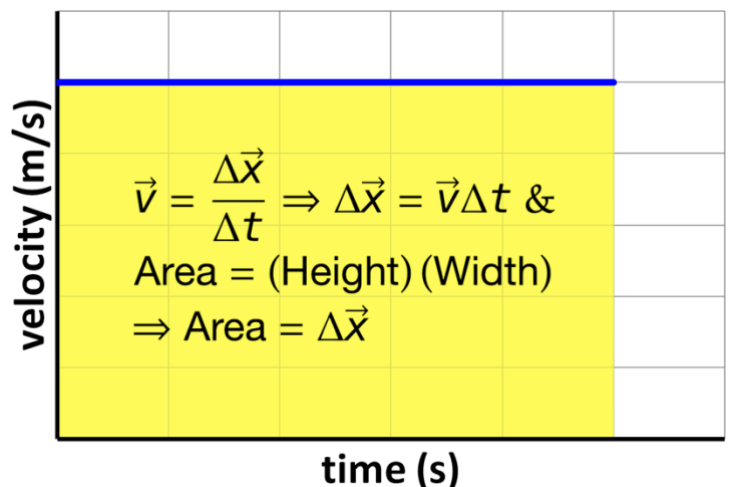 velocity (m/s)
v⃗ = Δx⃗/Δt ⇒ Δx⃗ = v⃗Δt &
Area = (Height) (Width)
⇒ Area = Δx⃗
time (s)